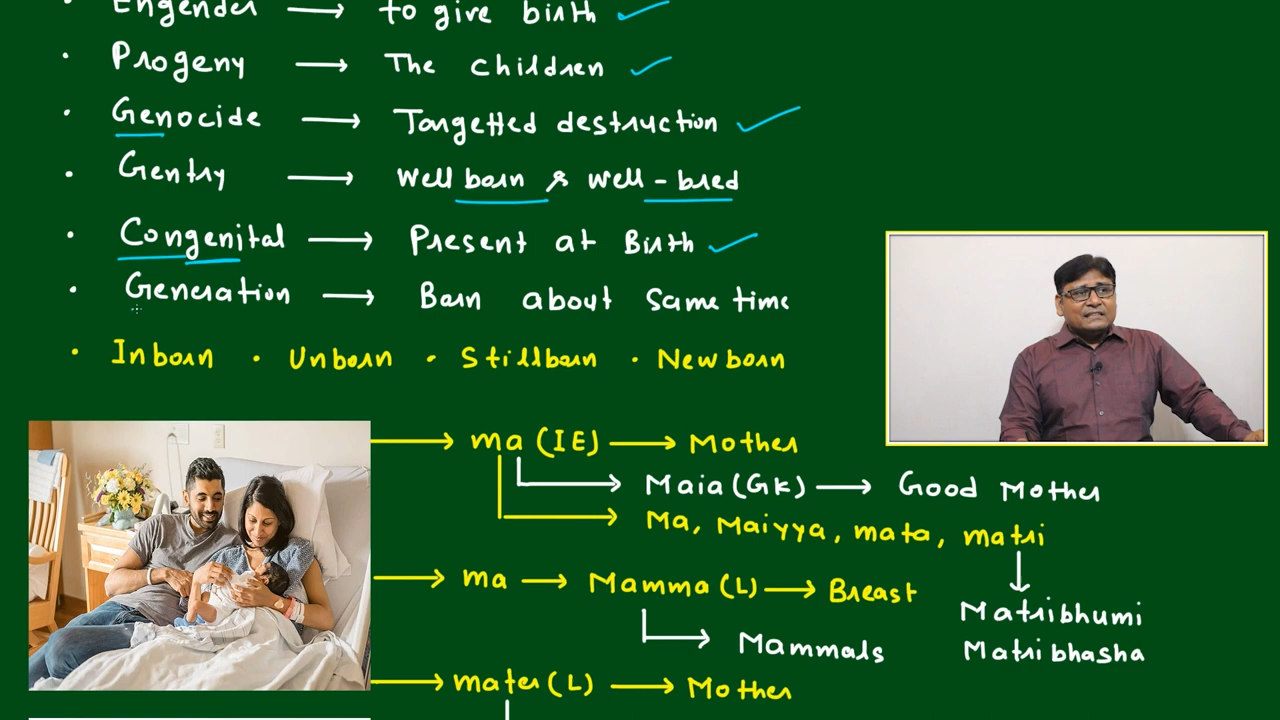 · Engender → to give birth ✓
· Progeny → The children ✓
· Genocide → Targetted destruction ✓
· Gentry → Well born & well-bred
· Congenital → Present at Birth ✓
· Generation → Born about same time
· Inborn · Unborn · Stillborn · Newborn
→ ma (IE) → Mother
→ Maia (Gk) → Good Mother
→ Ma, Maiyya, mata, matri
→ ma → Mamma (L) → Breast
Matribhumi
→ Mammals
Matribhasha
→ mater (L) → Mother